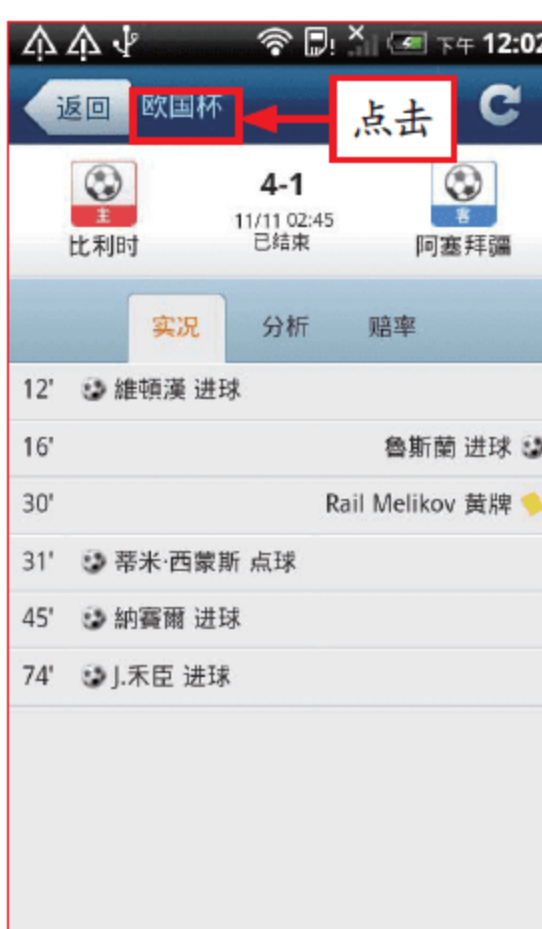 下午 12:02
返回 欧国杯 点击
4-1
主 11/11 02:45 客
比利时 已结束 阿塞拜疆
实况 分析 赔率
12' 維頓漢 进球
16' 魯斯蘭 进球
30' Rail Melikov 黄牌
31' 蒂米·西蒙斯 点球
45' 納賽爾 进球
74' J.禾臣 进球